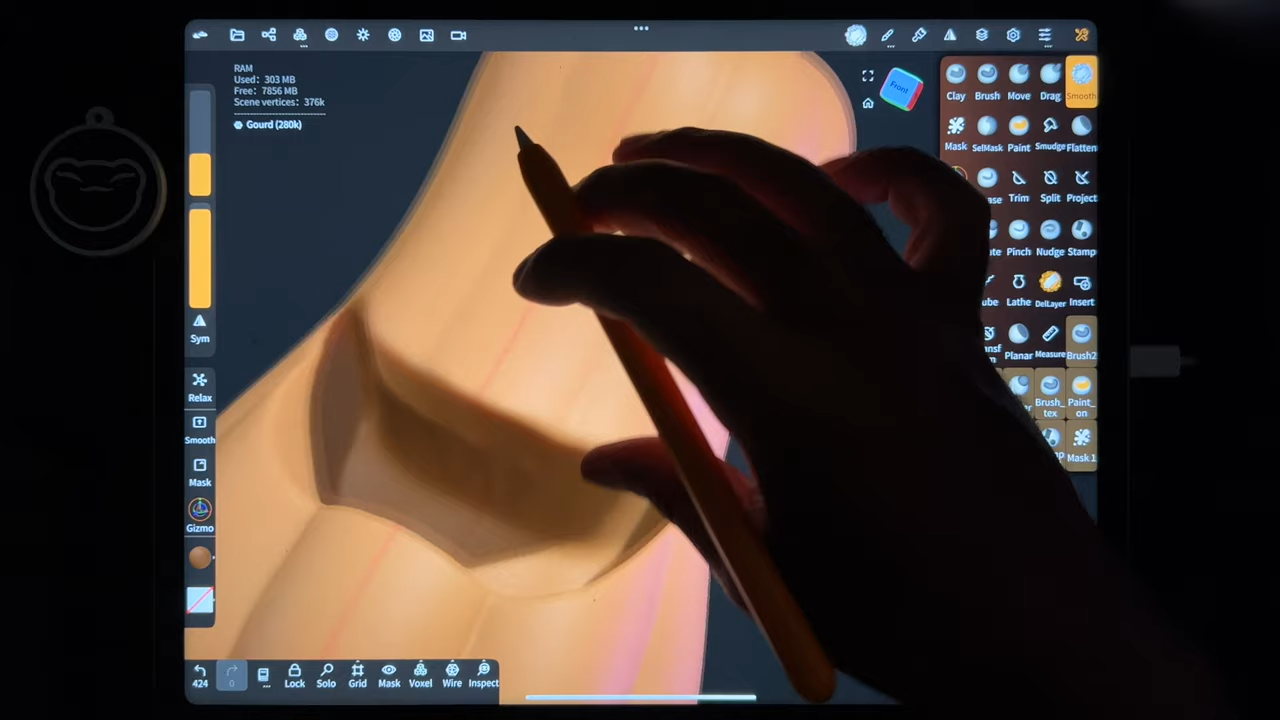 RAM
Used: 303 MB
Free: 7856 MB
Scene vertices: 376k
Gourd (280k)
Front
Clay Brush Move Drag Smooth
Mask SelMask Paint Smudge Flatten
Trim Split Project
Pinch Nudge Stamp
Lathe DelLayer Insert
Planar Measure Brush2
Brush_tex Paint_on
Mask 1
Sym
Relax
Smooth
Mask
Gizmo
424 0 Lock Solo Grid Mask Voxel Wire Inspect